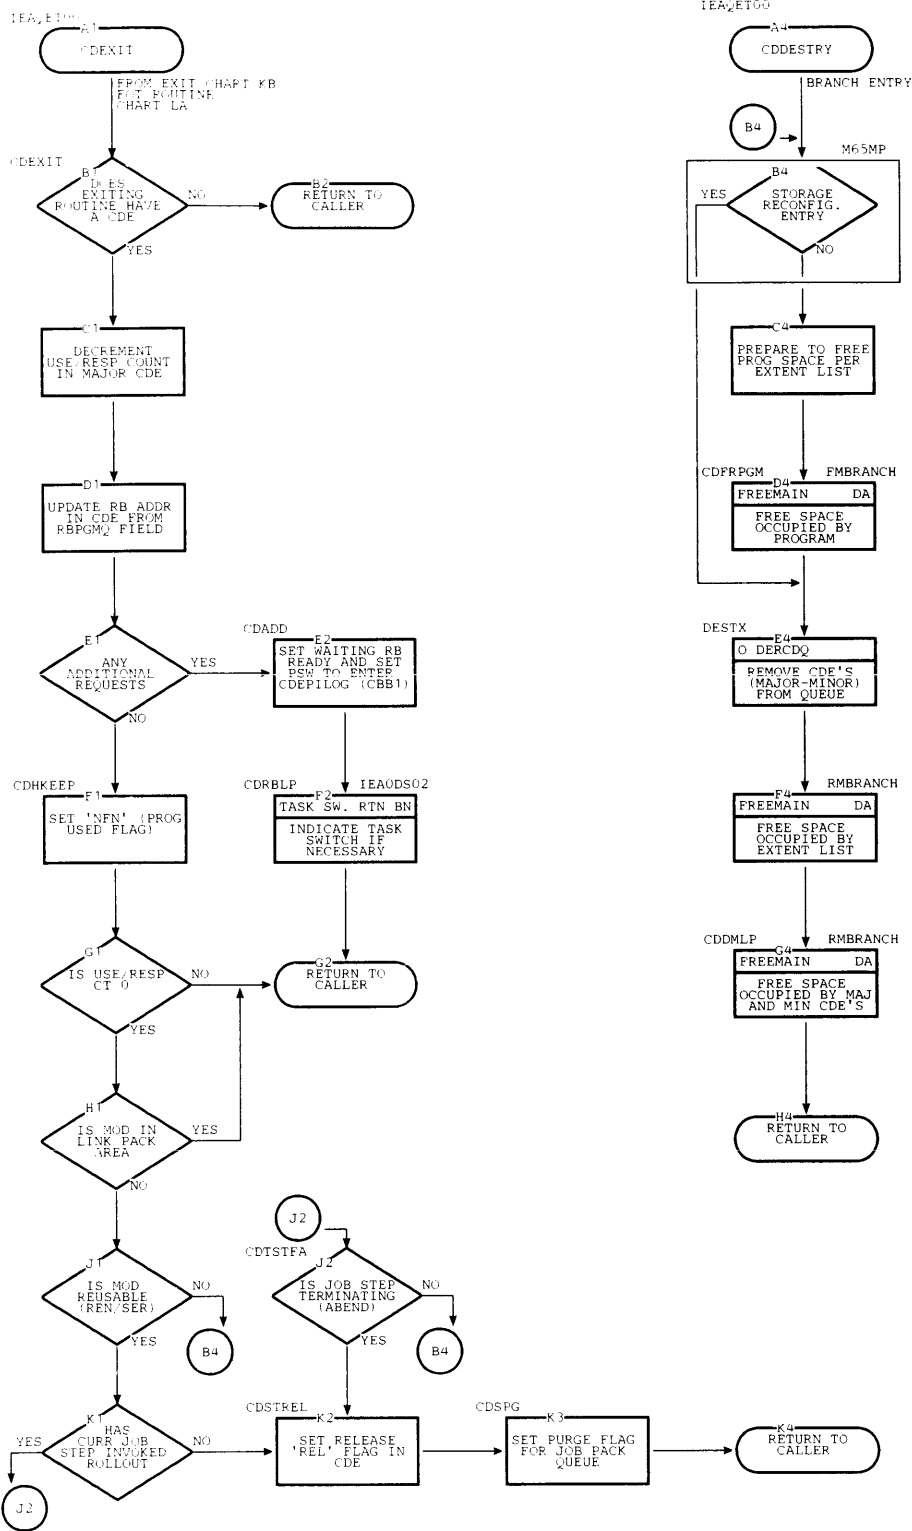 IEAQET00
A1
CDEXIT
FROM EXIT CHART KB
EOT ROUTINE
CHART LA
CDEXIT
B1
DOES
EXITING
ROUTINE HAVE
A CDE
NO
YES
B2
RETURN TO
CALLER
C1
DECREMENT
USE/RESP COUNT
IN MAJOR CDE
D1
UPDATE RB ADDR
IN CDE FROM
RBPGMQ FIELD
E1
ANY
ADDITIONAL
REQUESTS
YES
NO
CDADD
E2
SET WAITING RB
READY AND SET
PSW TO ENTER
CDEPILOG (CBB1)
CDHKEEP
F1
SET 'NFN' (PROG
USED FLAG)
CDRBLP
IEA0DS02
F2
TASK SW. RTN BN
INDICATE TASK
SWITCH IF
NECESSARY
G1
IS USE/RESP
CT 0
NO
YES
G2
RETURN TO
CALLER
H1
IS MOD IN
LINK PACK
AREA
YES
NO
J1
IS MOD
REUSABLE
(REN/SER)
NO
YES
B4
J2
CDTSTFA
J2
IS JOB STEP
TERMINATING
(ABEND)
NO
YES
B4
K1
HAS
CURR JOB
STEP INVOKED
ROLLOUT
YES
NO
J2
CDSTREL
K2
SET RELEASE
'REL' FLAG IN
CDE
CDSPG
K3
SET PURGE FLAG
FOR JOB PACK
QUEUE
K4
RETURN TO
CALLER
IEAQET00
A4
CDDESTRY
BRANCH ENTRY
B4
M65MP
B4
STORAGE
RECONFIG.
ENTRY
YES
NO
C4
PREPARE TO FREE
PROG SPACE PER
EXTENT LIST
CDFRPGM
FMBRANCH
D4
FREEMAIN DA
FREE SPACE
OCCUPIED BY
PROGRAM
DESTX
E4
O DERCDQ
REMOVE CDE'S
(MAJOR-MINOR)
FROM QUEUE
RMBRANCH
F4
FREEMAIN DA
FREE SPACE
OCCUPIED BY
EXTENT LIST
CDDMLP
RMBRANCH
G4
FREEMAIN DA
FREE SPACE
OCCUPIED BY MAJ
AND MIN CDE'S
H4
RETURN TO
CALLER